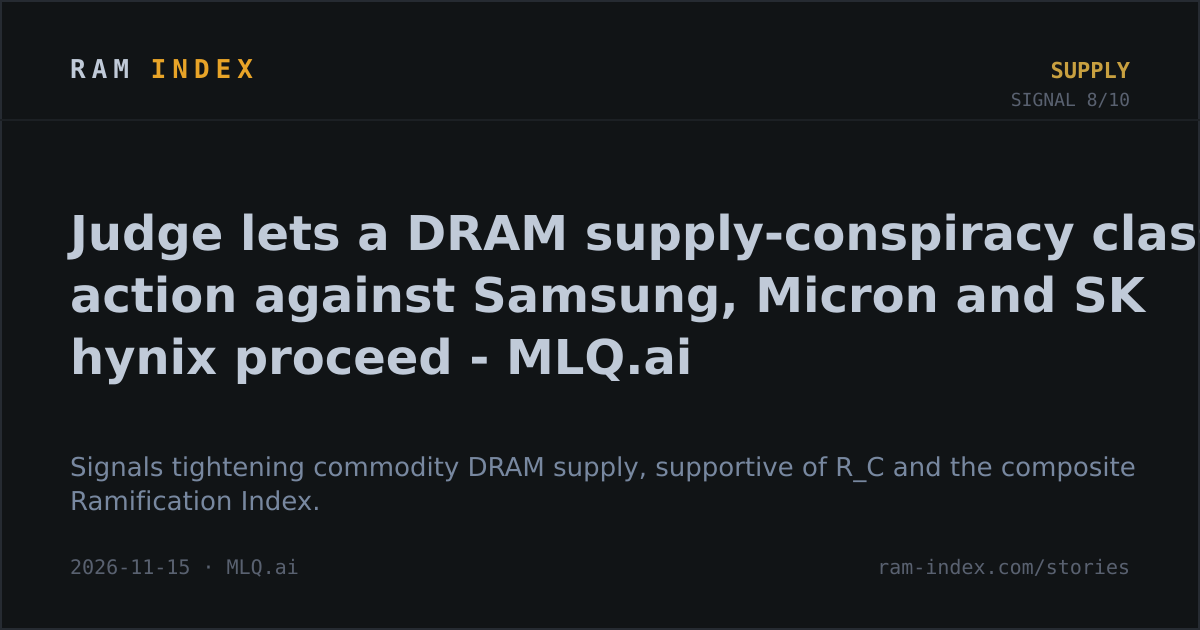 RAM INDEX
SUPPLY
SIGNAL 8/10
Judge lets a DRAM supply-conspiracy clas
action against Samsung, Micron and SK
hynix proceed - MLQ.ai
Signals tightening commodity DRAM supply, supportive of R_C and the composite
Ramification Index.
2026-11-15 · MLQ.ai
ram-index.com/stories